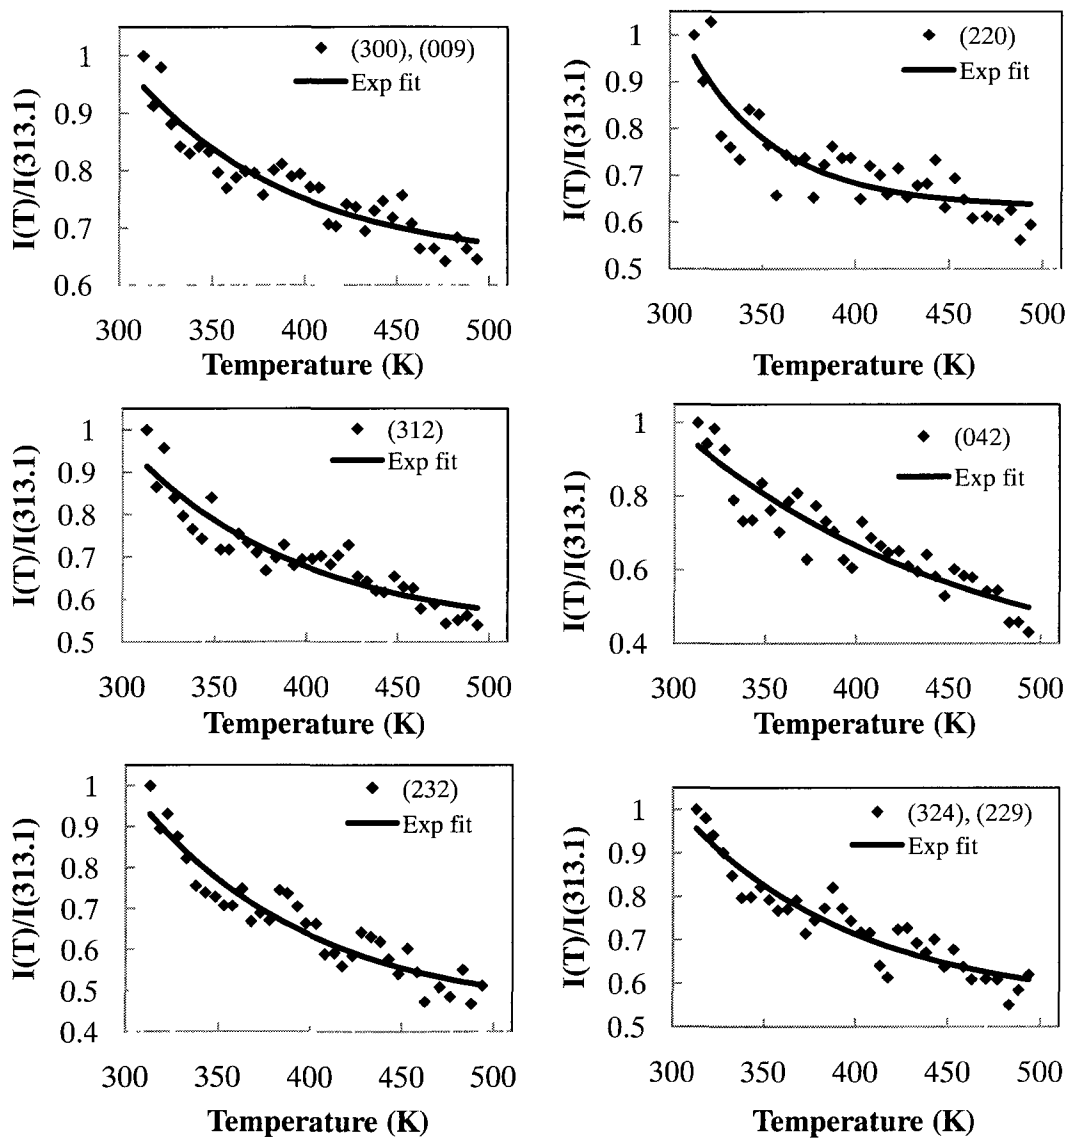 I(T)/I(313.1)
1
0.9
0.8
0.7
0.6
(300), (009)
Exp fit
300 350 400 450 500
Temperature (K)
I(T)/I(313.1)
1
0.9
0.8
0.7
0.6
0.5
(220)
Exp fit
300 350 400 450 500
Temperature (K)
I(T)/I(313.1)
1
0.9
0.8
0.7
0.6
0.5
(312)
Exp fit
300 350 400 450 500
Temperature (K)
I(T)/I(313.1)
1
0.8
0.6
0.4
(042)
Exp fit
300 350 400 450 500
Temperature (K)
I(T)/I(313.1)
1
0.9
0.8
0.7
0.6
0.5
0.4
(232)
Exp fit
300 350 400 450 500
Temperature (K)
I(T)/I(313.1)
1
0.9
0.8
0.7
0.6
0.5
(324), (229)
Exp fit
300 350 400 450 500
Temperature (K)